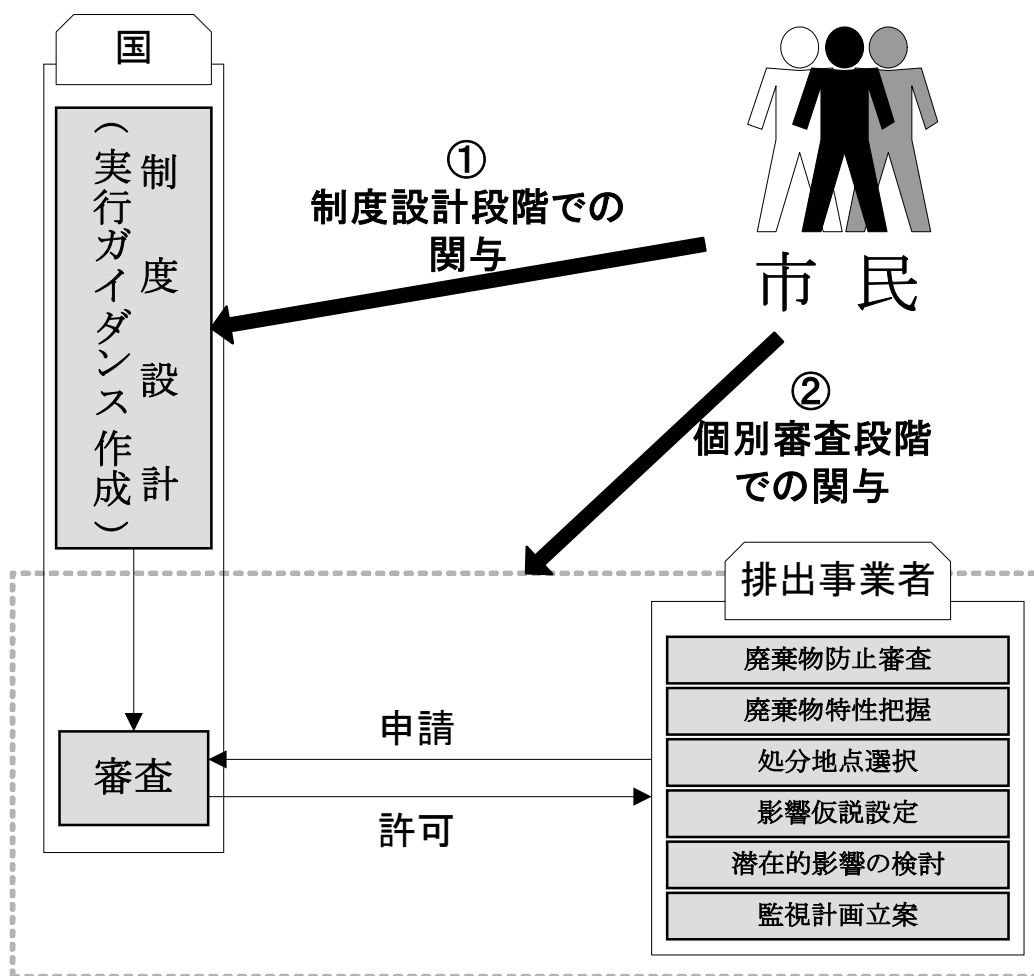 国
制度設計
（実行ガイダンス作成）
①
制度設計段階での
関与
市民
②
個別審査段階
での関与
排出事業者
廃棄物防止審査
廃棄物特性把握
処分地点選択
影響仮説設定
潜在的影響の検討
監視計画立案
申請
許可
審査